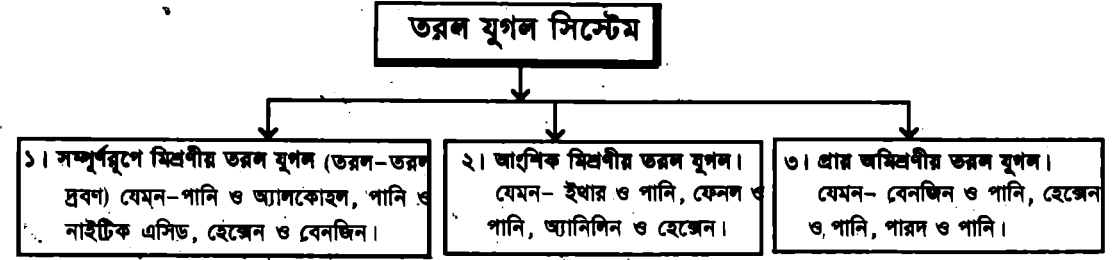 তরল যুগল সিস্টেম
১। সম্পূর্ণরূপে মিশ্রণীয় তরল যুগল (তরল-তরল
দ্রবণ) যেমন-পানি ও অ্যালকোহল, পানি ও
নাইট্রিক এসিড, হেক্সেন ও বেনজিন।
২। আংশিক মিশ্রণীয় তরল যুগল।
যেমন- ইথার ও পানি, ফেনল ও
পানি, অ্যানিলিন ও হেক্সেন।
৩। প্রায় অমিশ্রণীয় তরল যুগল।
যেমন- বেনজিন ও পানি, হেক্সেন
ও পানি, পারদ ও পানি।